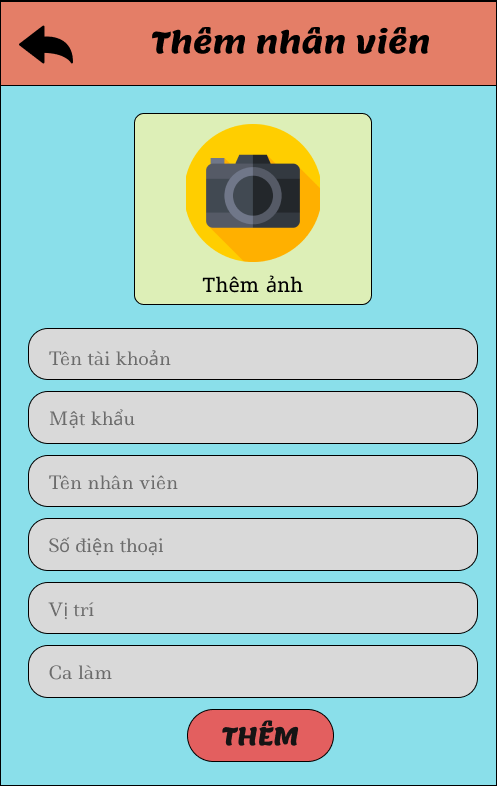 Thêm nhân viên
Thêm ảnh
Tên tài khoản
Mật khẩu
Tên nhân viên
Số điện thoại
Vị trí
Ca làm
THÊM